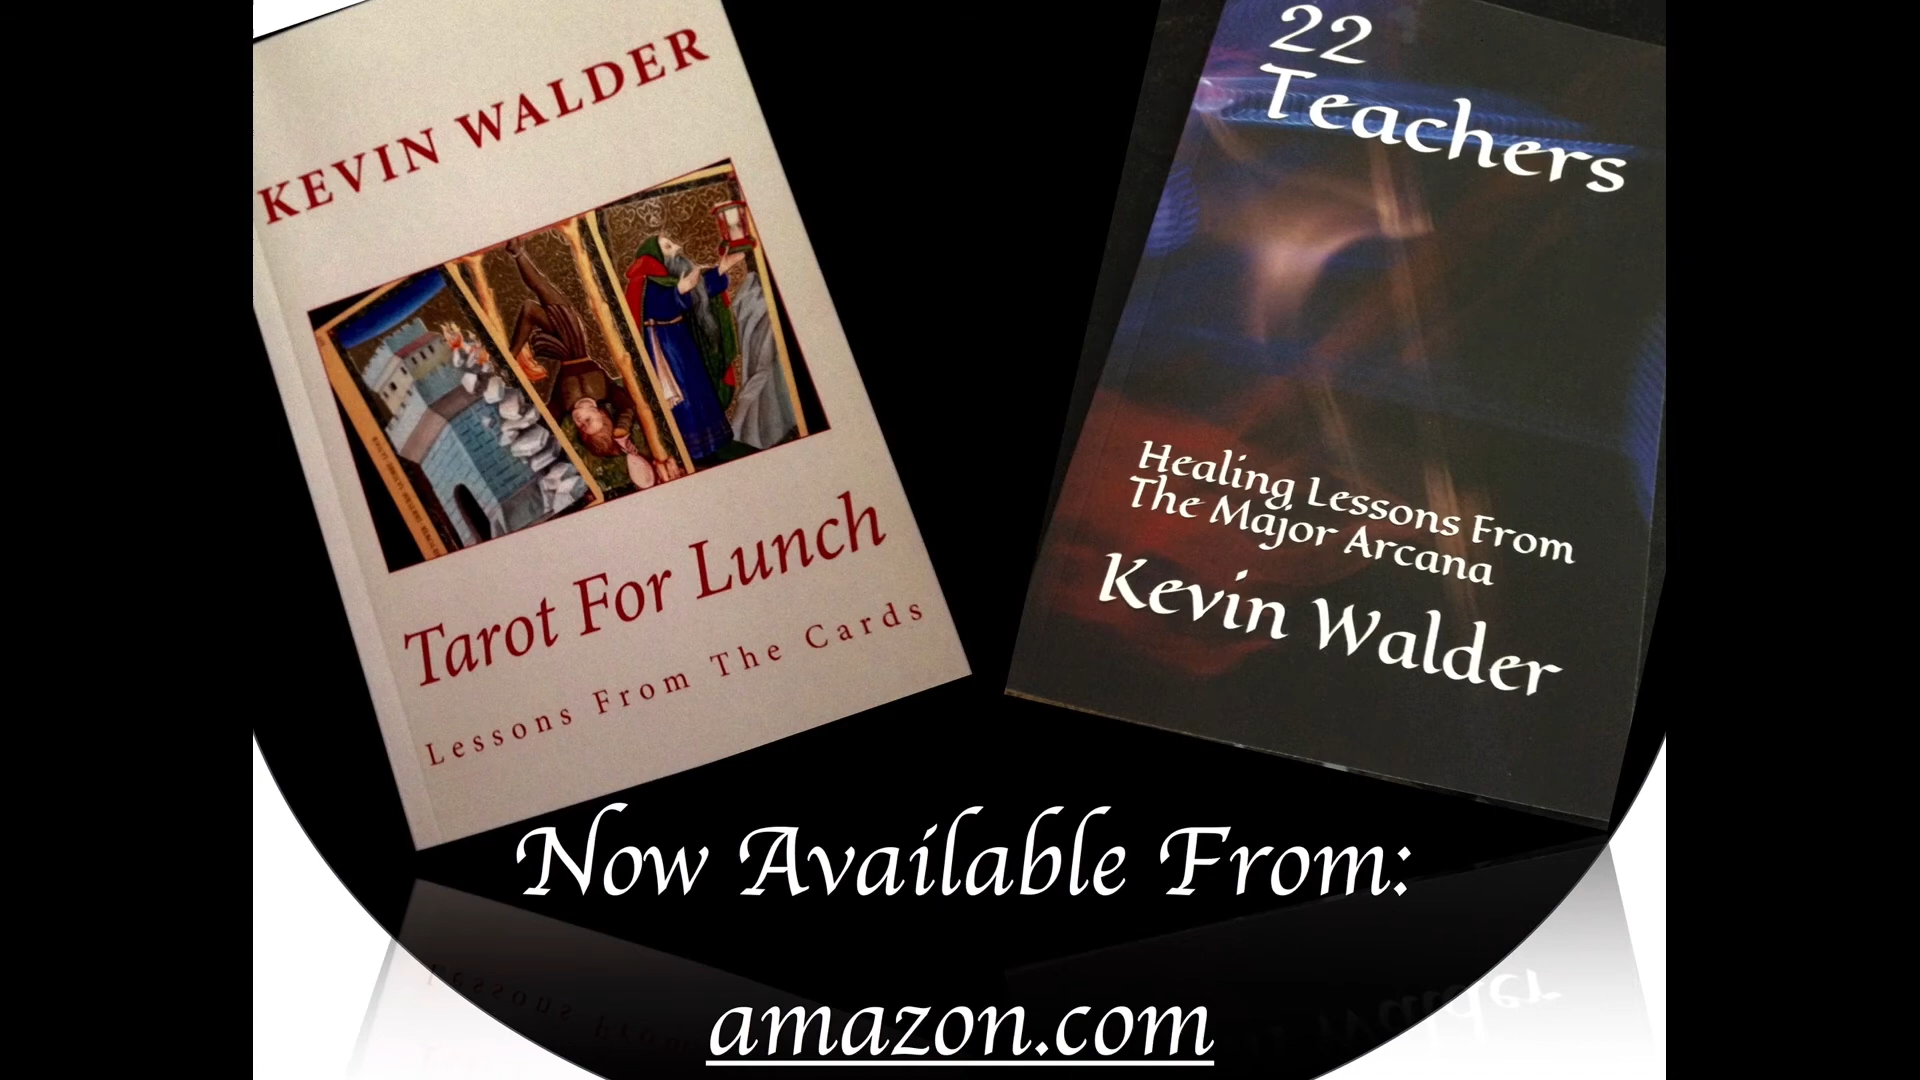 KEVIN WALDER
Tarot For Lunch
Lessons From The Cards
22
Teachers
Healing Lessons From
The Major Arcana
Kevin Walder
Now Available From:
amazon.com